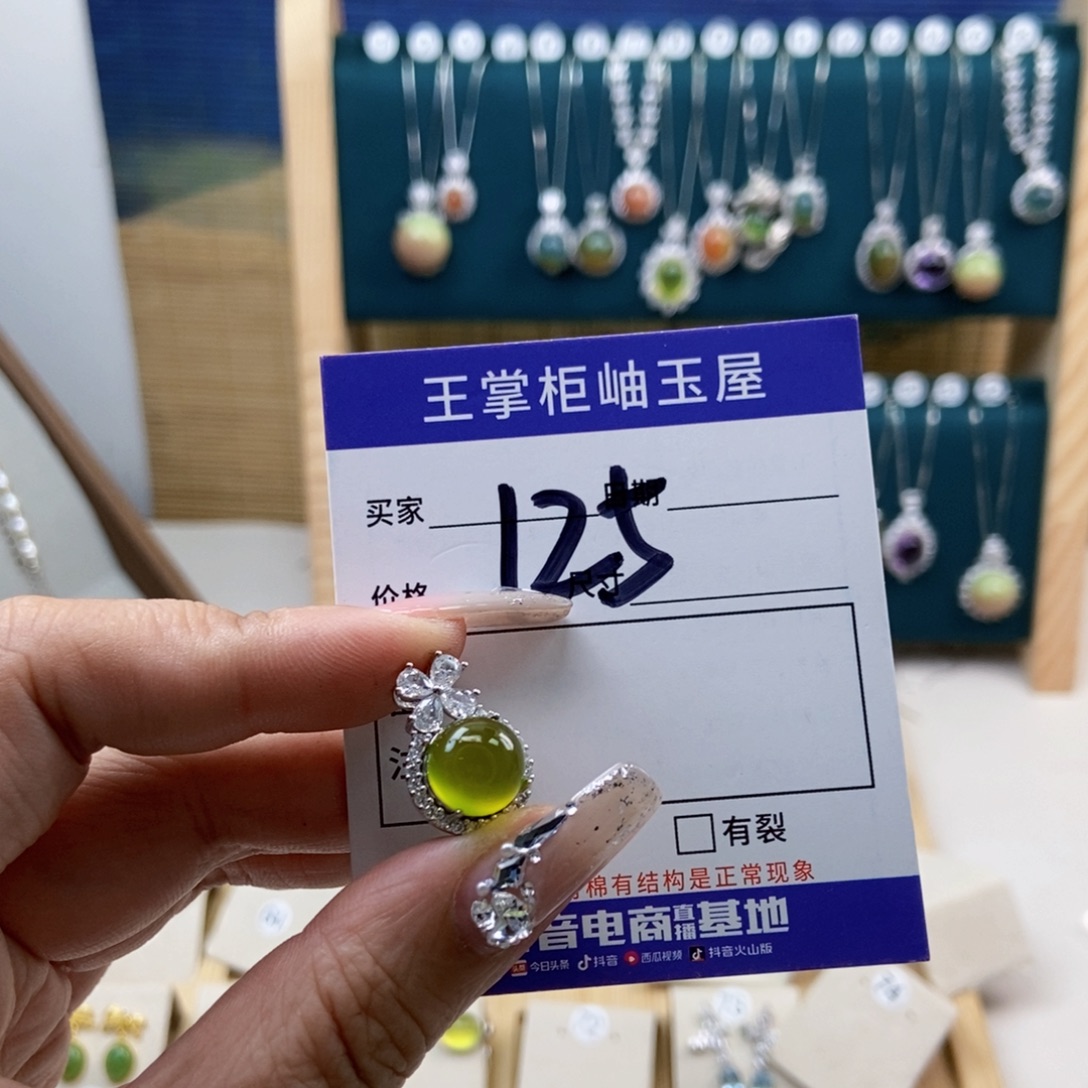 王掌柜岫玉屋
买家 日期
125
价格 尺寸
有裂
棉有结构是正常现象
音电商直播基地
头条 今日头条 抖音 西瓜视频 抖音火山版